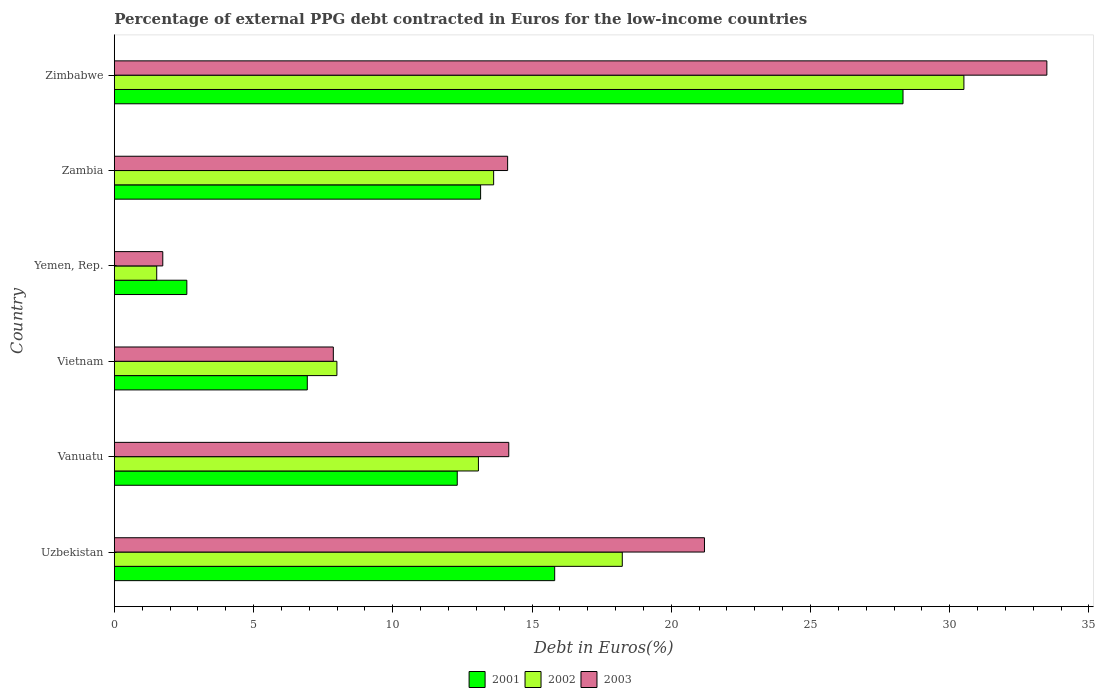 Percentage of external PPG debt contracted in Euros for the low-income countries
Country
Zimbabwe
Zambia
Yemen, Rep.
Vietnam
Vanuatu
Uzbekistan
0
5
10
15
20
25
30
35
Debt in Euros(%)
2001
2002
2003